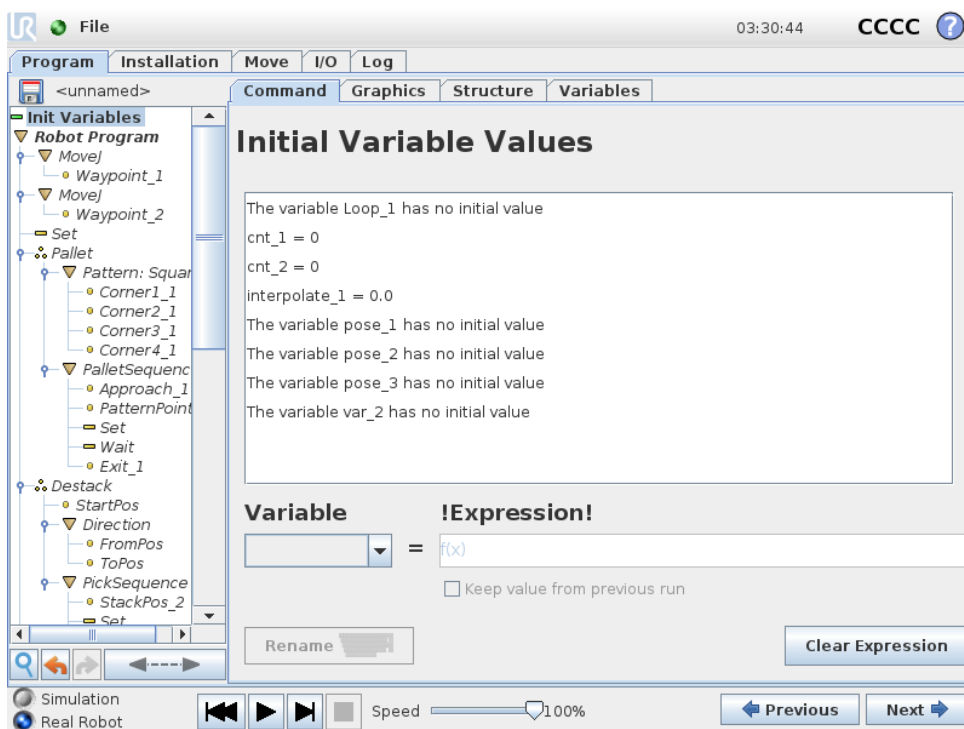 UR File 03:30:44 CCCC ?
Program Installation Move I/O Log
<unnamed> Command Graphics Structure Variables
Init Variables
Robot Program
MoveJ
Waypoint_1
MoveJ
Waypoint_2
Set
Pallet
Pattern: Squar
Corner1_1
Corner2_1
Corner3_1
Corner4_1
PalletSequenc
Approach_1
PatternPoint
Set
Wait
Exit_1
Destack
StartPos
Direction
FromPos
ToPos
PickSequence
StackPos_2
Set
Initial Variable Values
The variable Loop_1 has no initial value
cnt_1 = 0
cnt_2 = 0
interpolate_1 = 0.0
The variable pose_1 has no initial value
The variable pose_2 has no initial value
The variable pose_3 has no initial value
The variable var_2 has no initial value
Variable !Expression!
= f(x)
Keep value from previous run
Rename Clear Expression
Simulation
Real Robot
Speed 100%
Previous Next